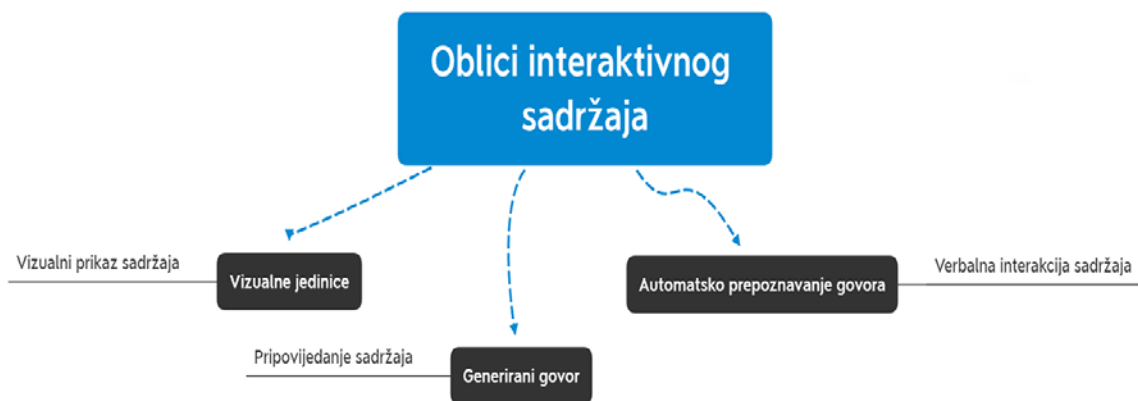 Oblici interaktivnog
sadržaja
Vizualni prikaz sadržaja
Vizualne jedinice
Automatsko prepoznavanje govora
Verbalna interakcija sadržaja
Pripovijedanje sadržaja
Generirani govor